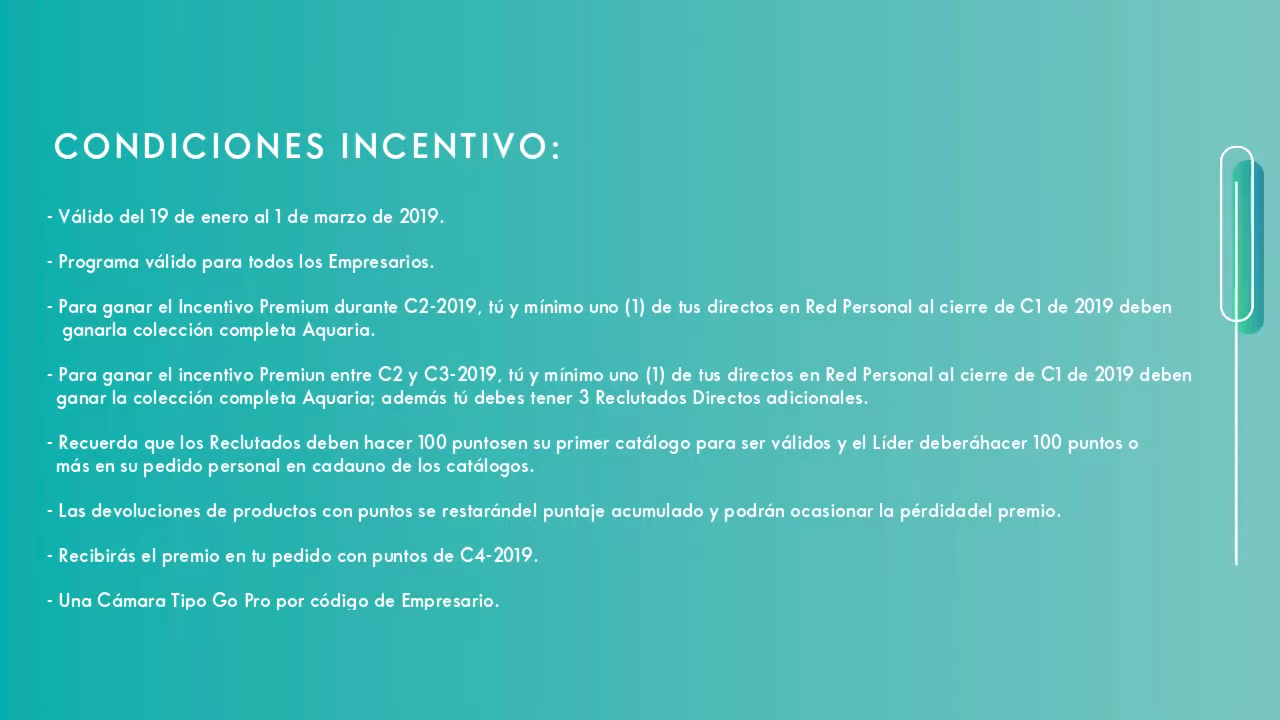 CONDICIONES INCENTIVO:
- Válido del 19 de enero al 1 de marzo de 2019.
- Programa válido para todos los Empresarios.
- Para ganar el Incentivo Premium durante C2-2019, tú y mínimo uno (1) de tus directos en Red Personal al cierre de C1 de 2019 deben
ganarla colección completa Aquaria.
- Para ganar el incentivo Premiun entre C2 y C3-2019, tú y mínimo uno (1) de tus directos en Red Personal al cierre de C1 de 2019 deben
ganar la colección completa Aquaria; además tú debes tener 3 Reclutados Directos adicionales.
- Recuerda que los Reclutados deben hacer 100 puntosen su primer catálogo para ser válidos y el Líder deberáhacer 100 puntos o
más en su pedido personal en cadauno de los catálogos.
- Las devoluciones de productos con puntos se restarándel puntaje acumulado y podrán ocasionar la pérdidadel premio.
- Recibirás el premio en tu pedido con puntos de C4-2019.
- Una Cámara Tipo Go Pro por código de Empresario.